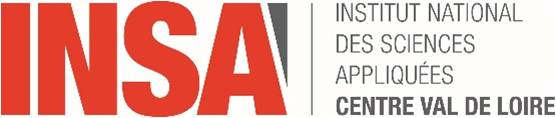 INSA
INSTITUT NATIONAL
DES SCIENCES
APPLIQUÉES
CENTRE VAL DE LOIRE